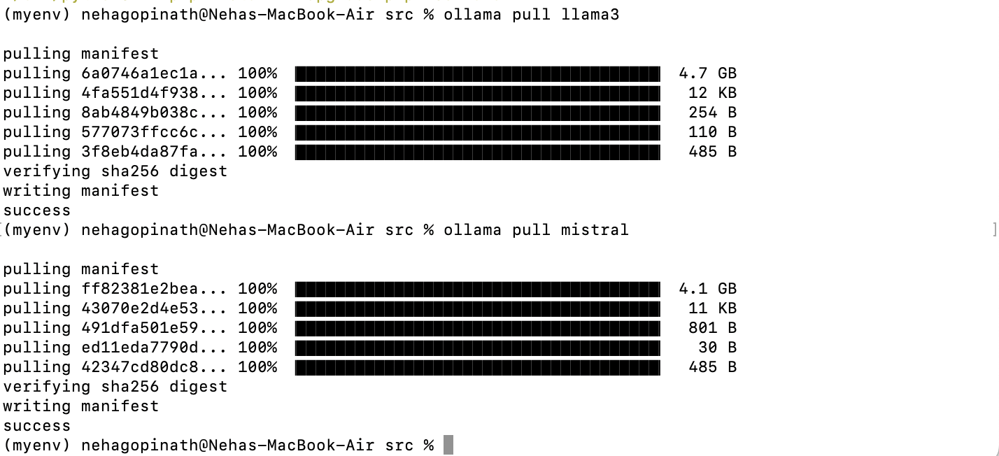 (myenv) nehagopinath@Nehas-MacBook-Air src % ollama pull llama3
pulling manifest
pulling 6a0746a1ec1a... 100% 4.7 GB
pulling 4fa551d4f938... 100% 12 KB
pulling 8ab4849b038c... 100% 254 B
pulling 577073ffcc6c... 100% 110 B
pulling 3f8eb4da87fa... 100% 485 B
verifying sha256 digest
writing manifest
success
[(myenv) nehagopinath@Nehas-MacBook-Air src % ollama pull mistral ]
pulling manifest
pulling ff82381e2bea... 100% 4.1 GB
pulling 43070e2d4e53... 100% 11 KB
pulling 491dfa501e59... 100% 801 B
pulling ed11eda7790d... 100% 30 B
pulling 42347cd80dc8... 100% 485 B
verifying sha256 digest
writing manifest
success
(myenv) nehagopinath@Nehas-MacBook-Air src %